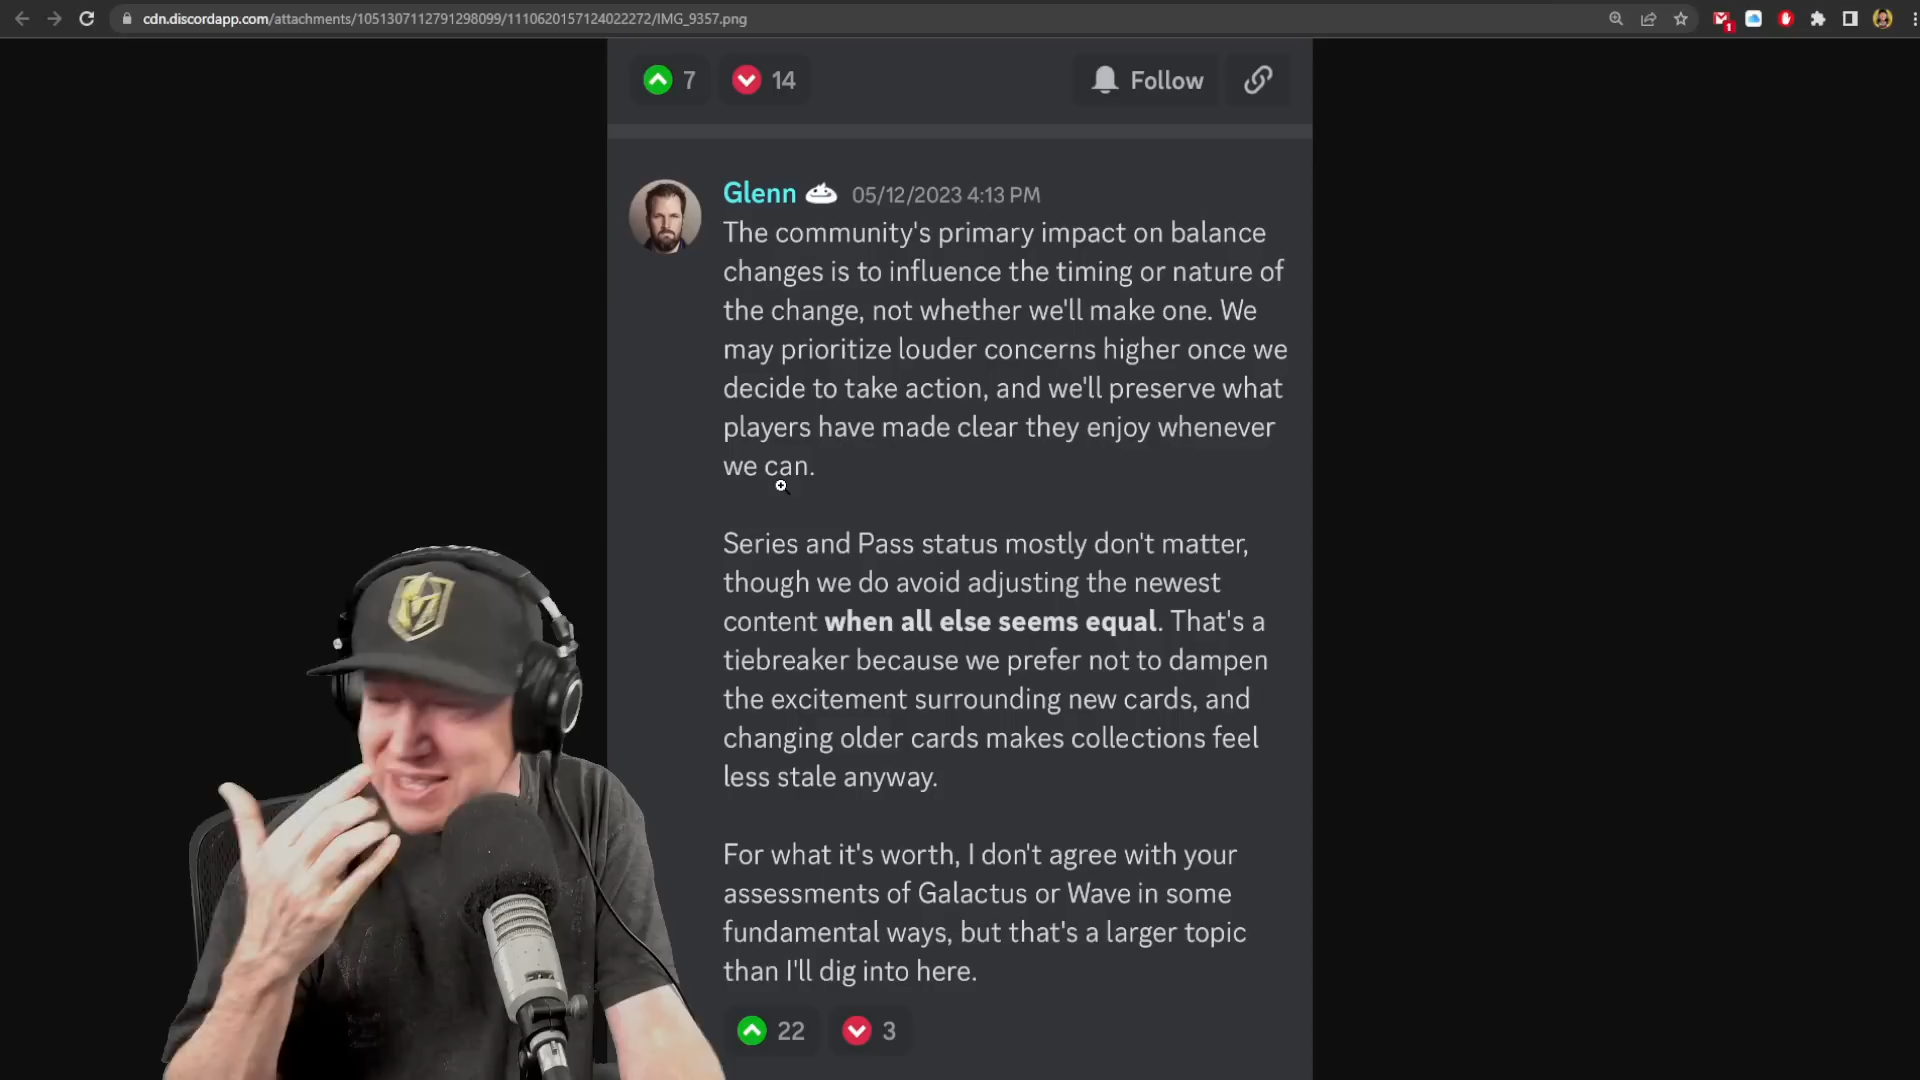 cdn.discordapp.com/attachments/1051307112791298099/1110620157124022272/IMG_9357.png
1
7
14
Follow
Glenn 05/12/2023 4:13 PM
The community's primary impact on balance
changes is to influence the timing or nature of
the change, not whether we'll make one. We
may prioritize louder concerns higher once we
decide to take action, and we'll preserve what
players have made clear they enjoy whenever
we can.
Series and Pass status mostly don't matter,
though we do avoid adjusting the newest
content when all else seems equal. That's a
tiebreaker because we prefer not to dampen
the excitement surrounding new cards, and
changing older cards makes collections feel
less stale anyway.
For what it's worth, I don't agree with your
assessments of Galactus or Wave in some
fundamental ways, but that's a larger topic
than I'll dig into here.
22
3